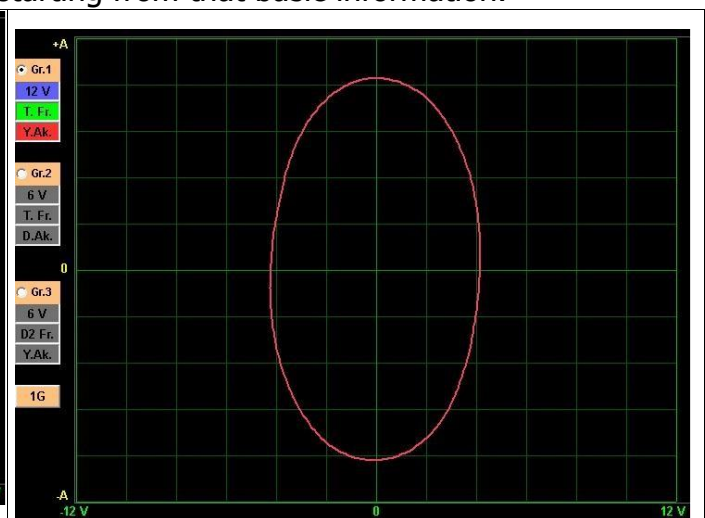 starting from that basic information.
+A
Gr.1
12 V
T. Fr.
Y.Ak.
Gr.2
6 V
T. Fr.
D.Ak.
0
Gr.3
6 V
D2 Fr.
Y.Ak.
1G
-A
-12 V 0 12 V